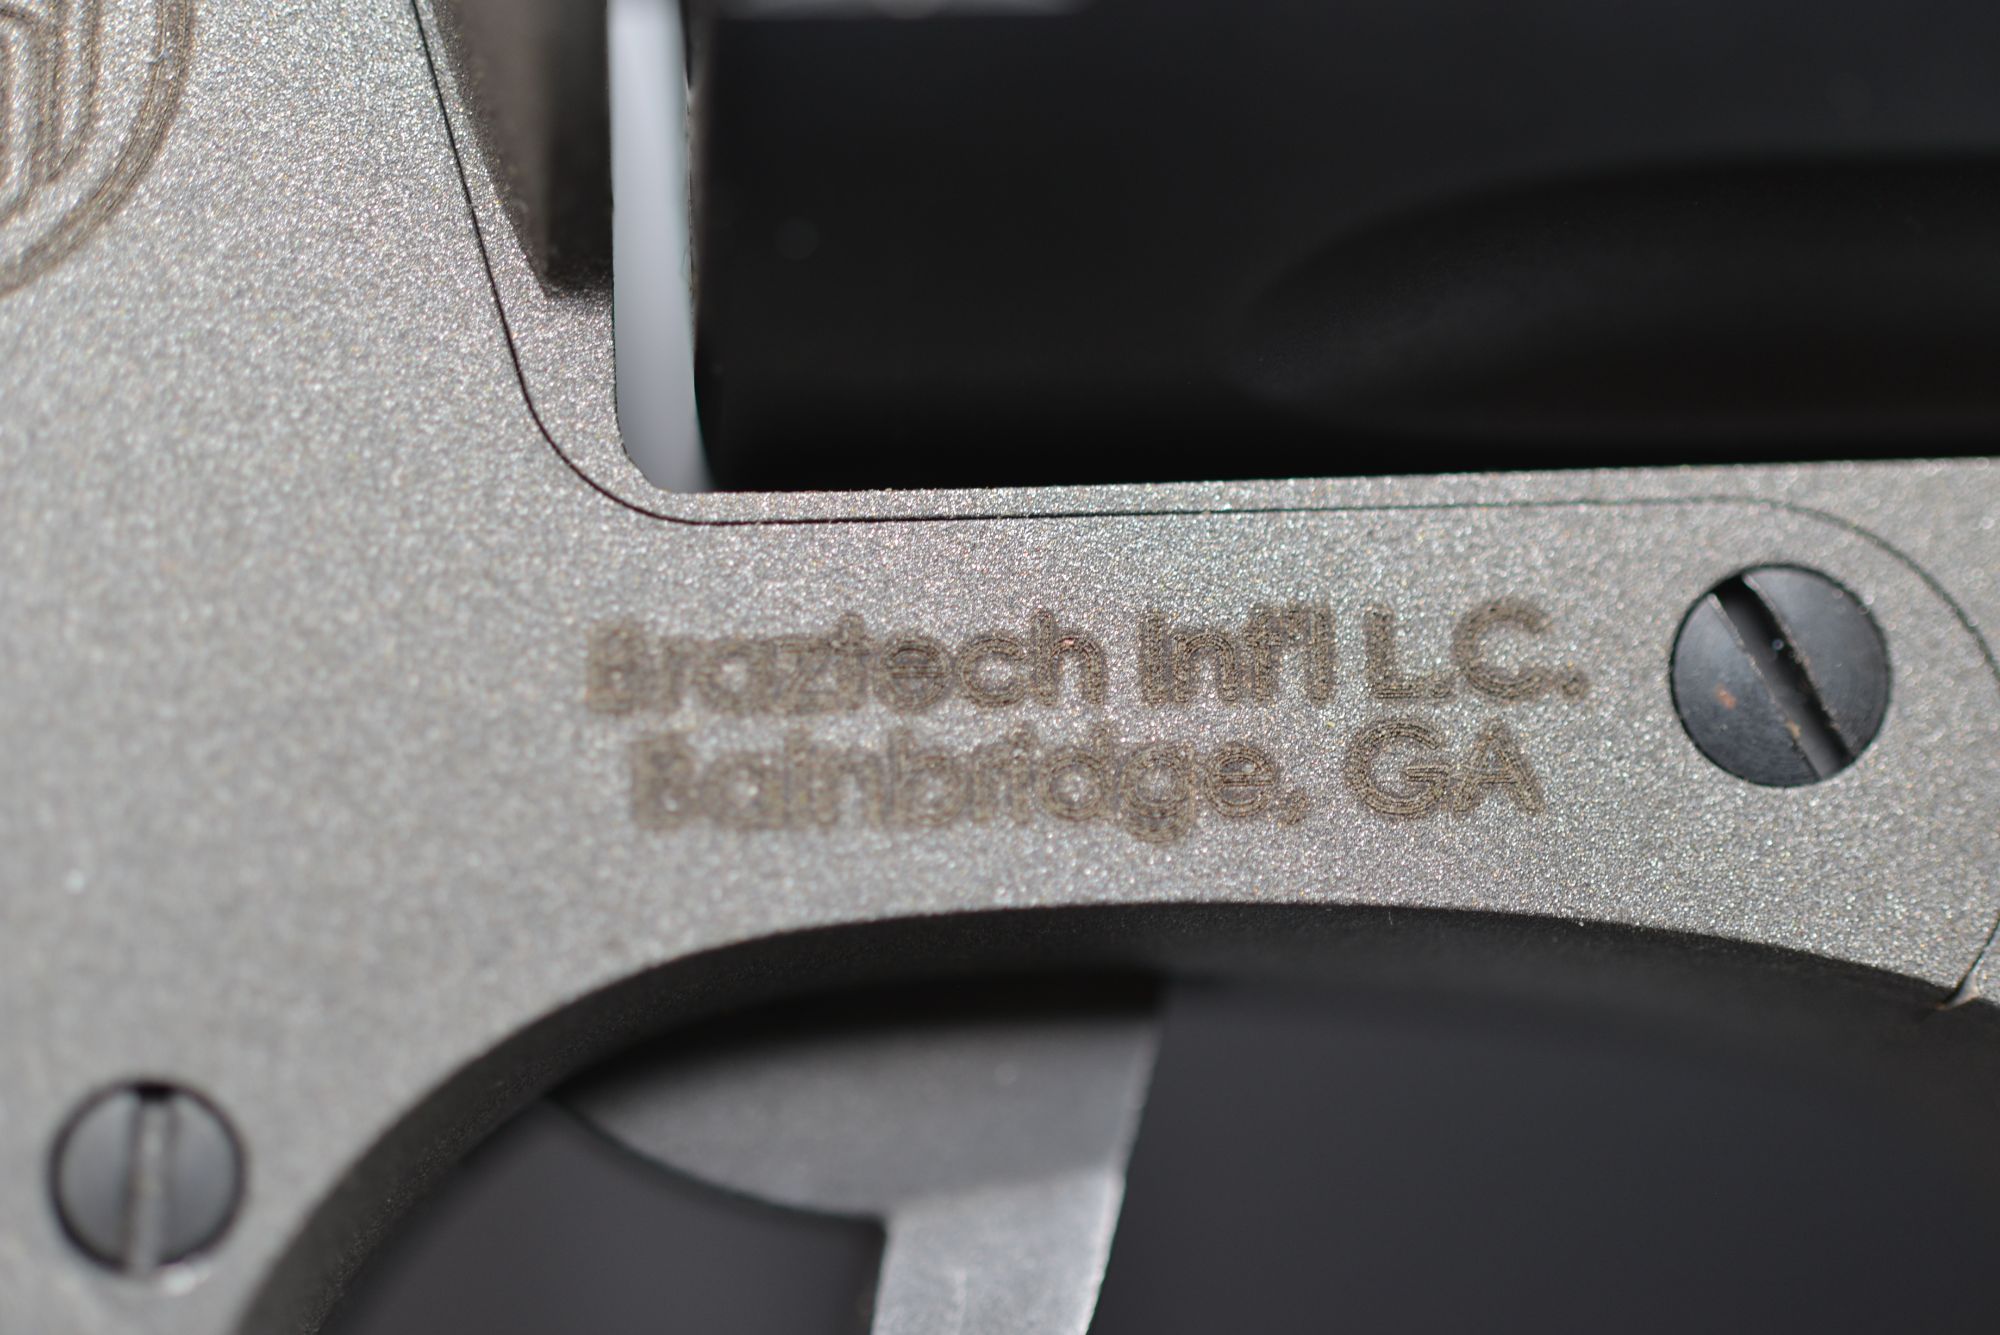 Braztech Int'l L.C.
Bainbridge, GA